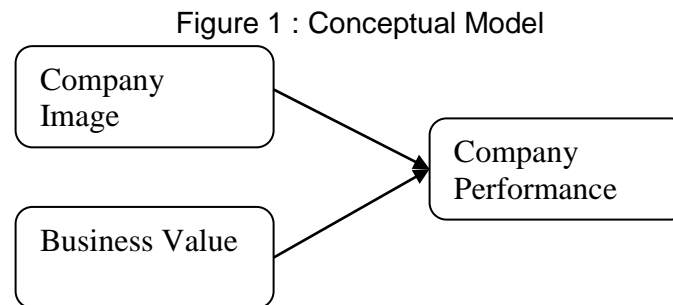 Figure 1 : Conceptual Model
Company
Image
Company
Performance
Business Value